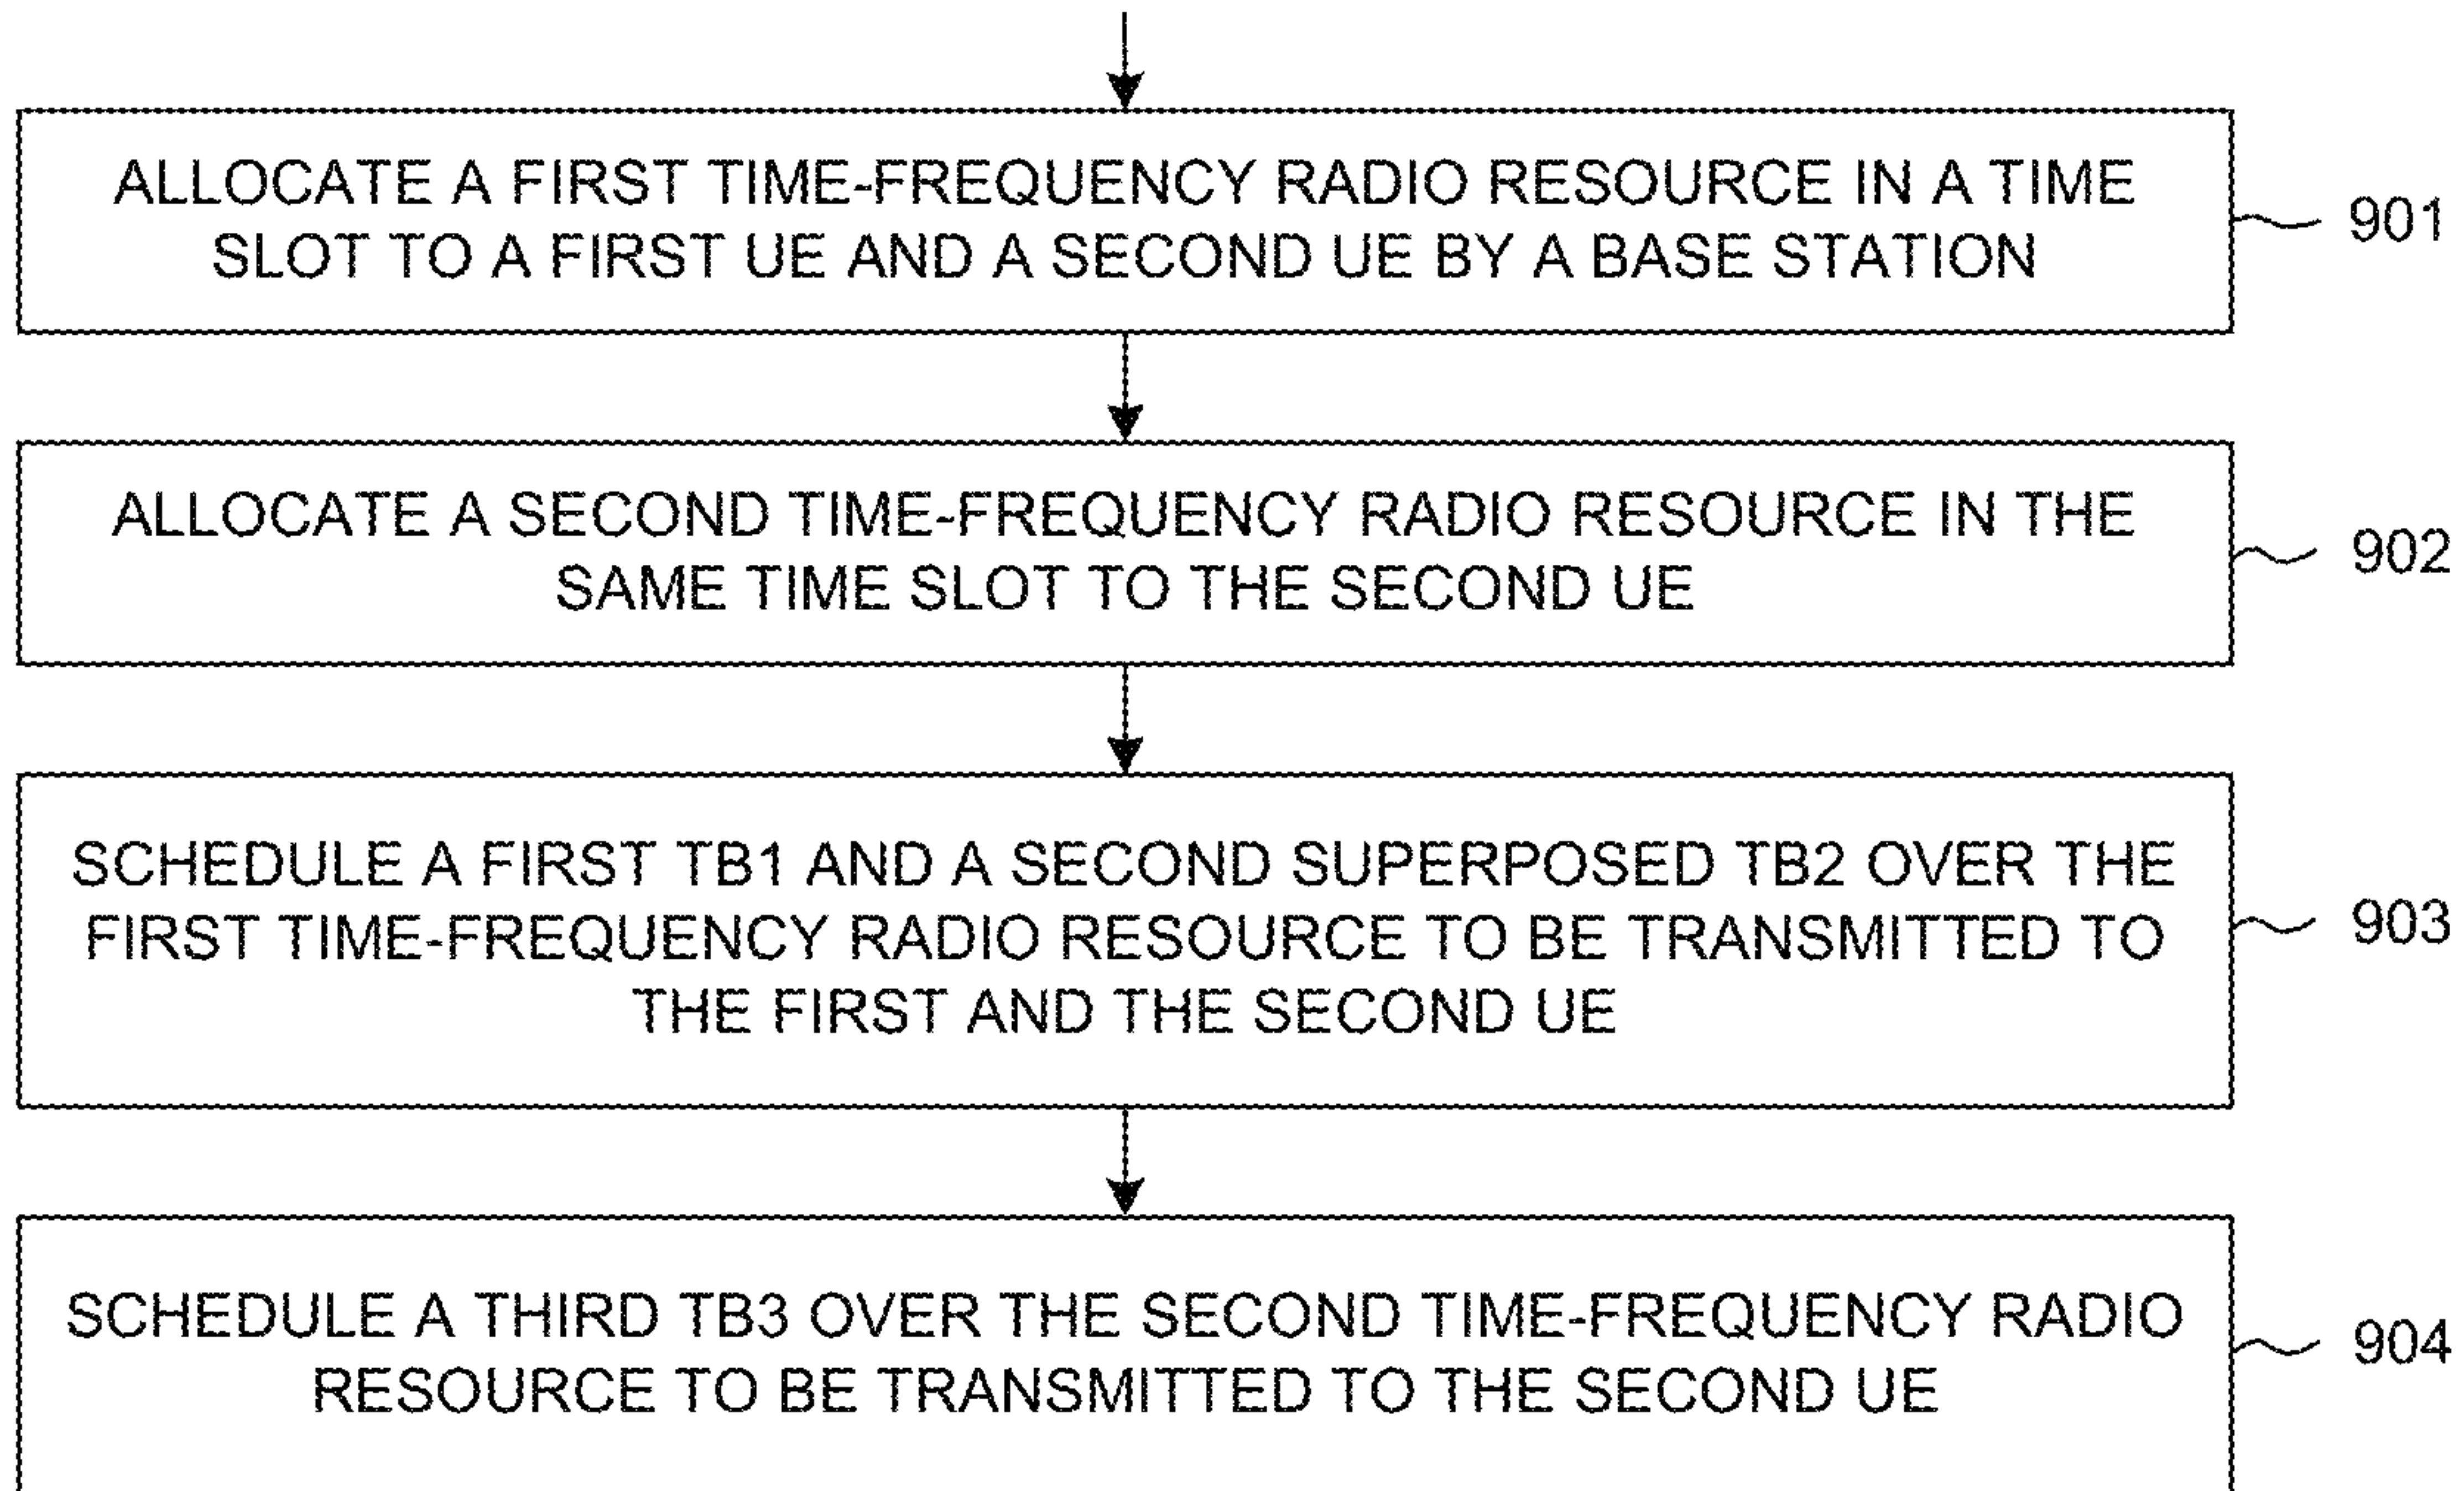 ALLOCATE A FIRST TIME-FREQUENCY RADIO RESOURCE IN A TIME
SLOT TO A FIRST UE AND A SECOND UE BY A BASE STATION
901
ALLOCATE A SECOND TIME-FREQUENCY RADIO RESOURCE IN THE
SAME TIME SLOT TO THE SECOND UE
902
SCHEDULE A FIRST TB1 AND A SECOND SUPERPOSED TB2 OVER THE
FIRST TIME-FREQUENCY RADIO RESOURCE TO BE TRANSMITTED TO
THE FIRST AND THE SECOND UE
903
SCHEDULE A THIRD TB3 OVER THE SECOND TIME-FREQUENCY RADIO
RESOURCE TO BE TRANSMITTED TO THE SECOND UE
904